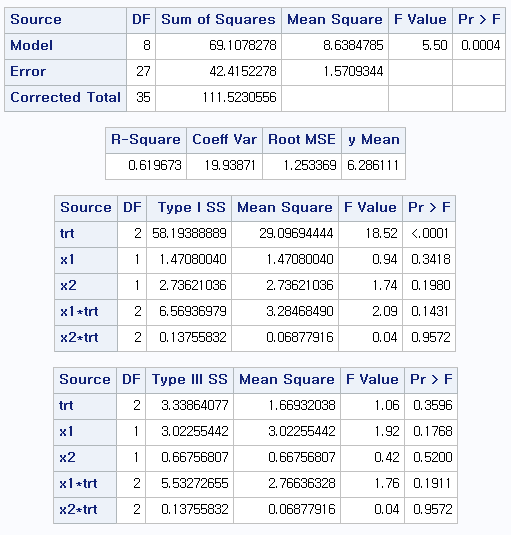 Source DF Sum of Squares Mean Square F Value Pr > F
Model 8 69.1078278 8.6384785 5.50 0.0004
Error 27 42.4152278 1.5709344
Corrected Total 35 111.5230556
R-Square Coeff Var Root MSE y Mean
0.619673 19.93871 1.253369 6.286111
Source DF Type I SS Mean Square F Value Pr > F
trt 2 58.19388889 29.09694444 18.52 <.0001
x1 1 1.47080040 1.47080040 0.94 0.3418
x2 1 2.73621036 2.73621036 1.74 0.1980
x1*trt 2 6.56936979 3.28468490 2.09 0.1431
x2*trt 2 0.13755832 0.06877916 0.04 0.9572
Source DF Type III SS Mean Square F Value Pr > F
trt 2 3.33864077 1.66932038 1.06 0.3596
x1 1 3.02255442 3.02255442 1.92 0.1768
x2 1 0.66756807 0.66756807 0.42 0.5200
x1*trt 2 5.53272655 2.76636328 1.76 0.1911
x2*trt 2 0.13755832 0.06877916 0.04 0.9572